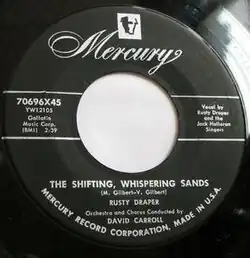 Mercury
70696X45
YW12105
Gallatin
Music Corp.
(BMI) 2:59
Vocal by
Rusty Draper
and the
Jack Halloran
Singers
THE SHIFTING, WHISPERING SANDS
(M. Gilbert-V. Gilbert)
RUSTY DRAPER
Orchestra and Chorus Conducted by
DAVID CARROLL
MERCURY RECORD CORPORATION, MADE IN U.S.A.